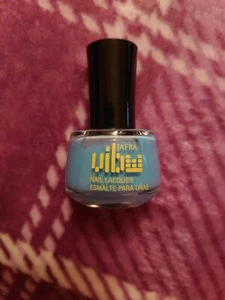 JAFRA
vibe
NAIL LACQUER
ESMALTE PARA UÑAS